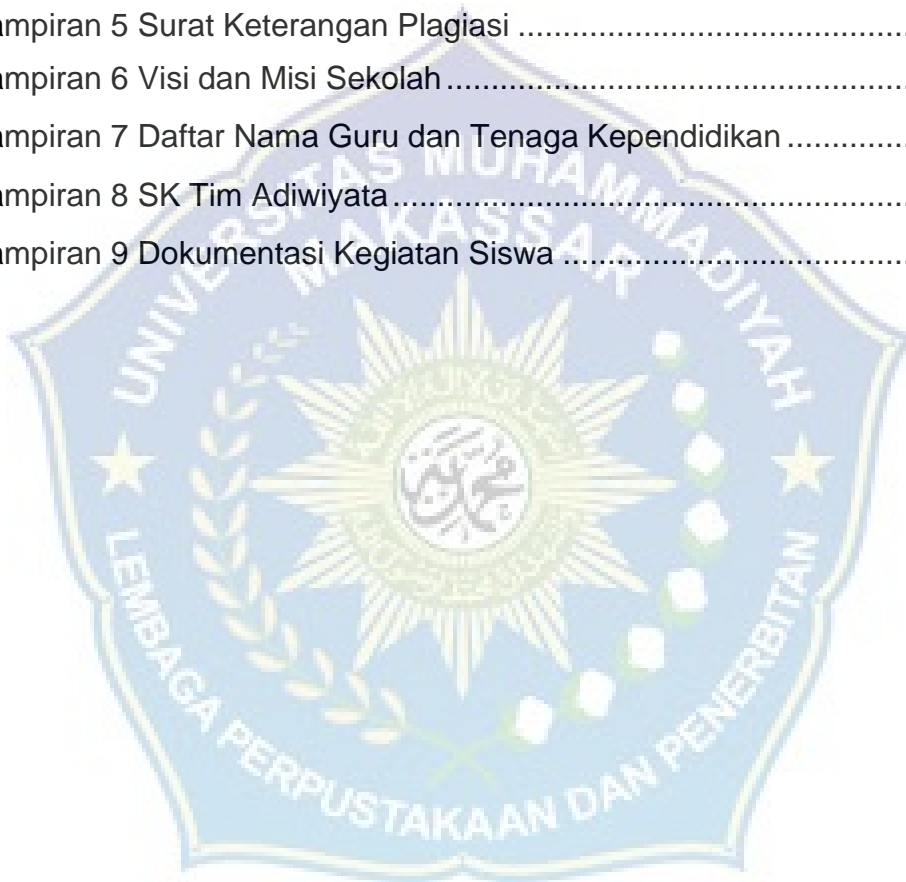 ampiran 5 Surat Keterangan Plagiasi ............................................
ampiran 6 Visi dan Misi Sekolah ....................................................
ampiran 7 Daftar Nama Guru dan Tenaga Kependidikan ..............
ampiran 8 SK Tim Adiwiyata ..........................................................
ampiran 9 Dokumentasi Kegiatan Siswa .......................................
UNIVERSITAS MUHAMMADIYAH
MAKASSAR
LEMBAGA PERPUSTAKAAN DAN PENERBITAN